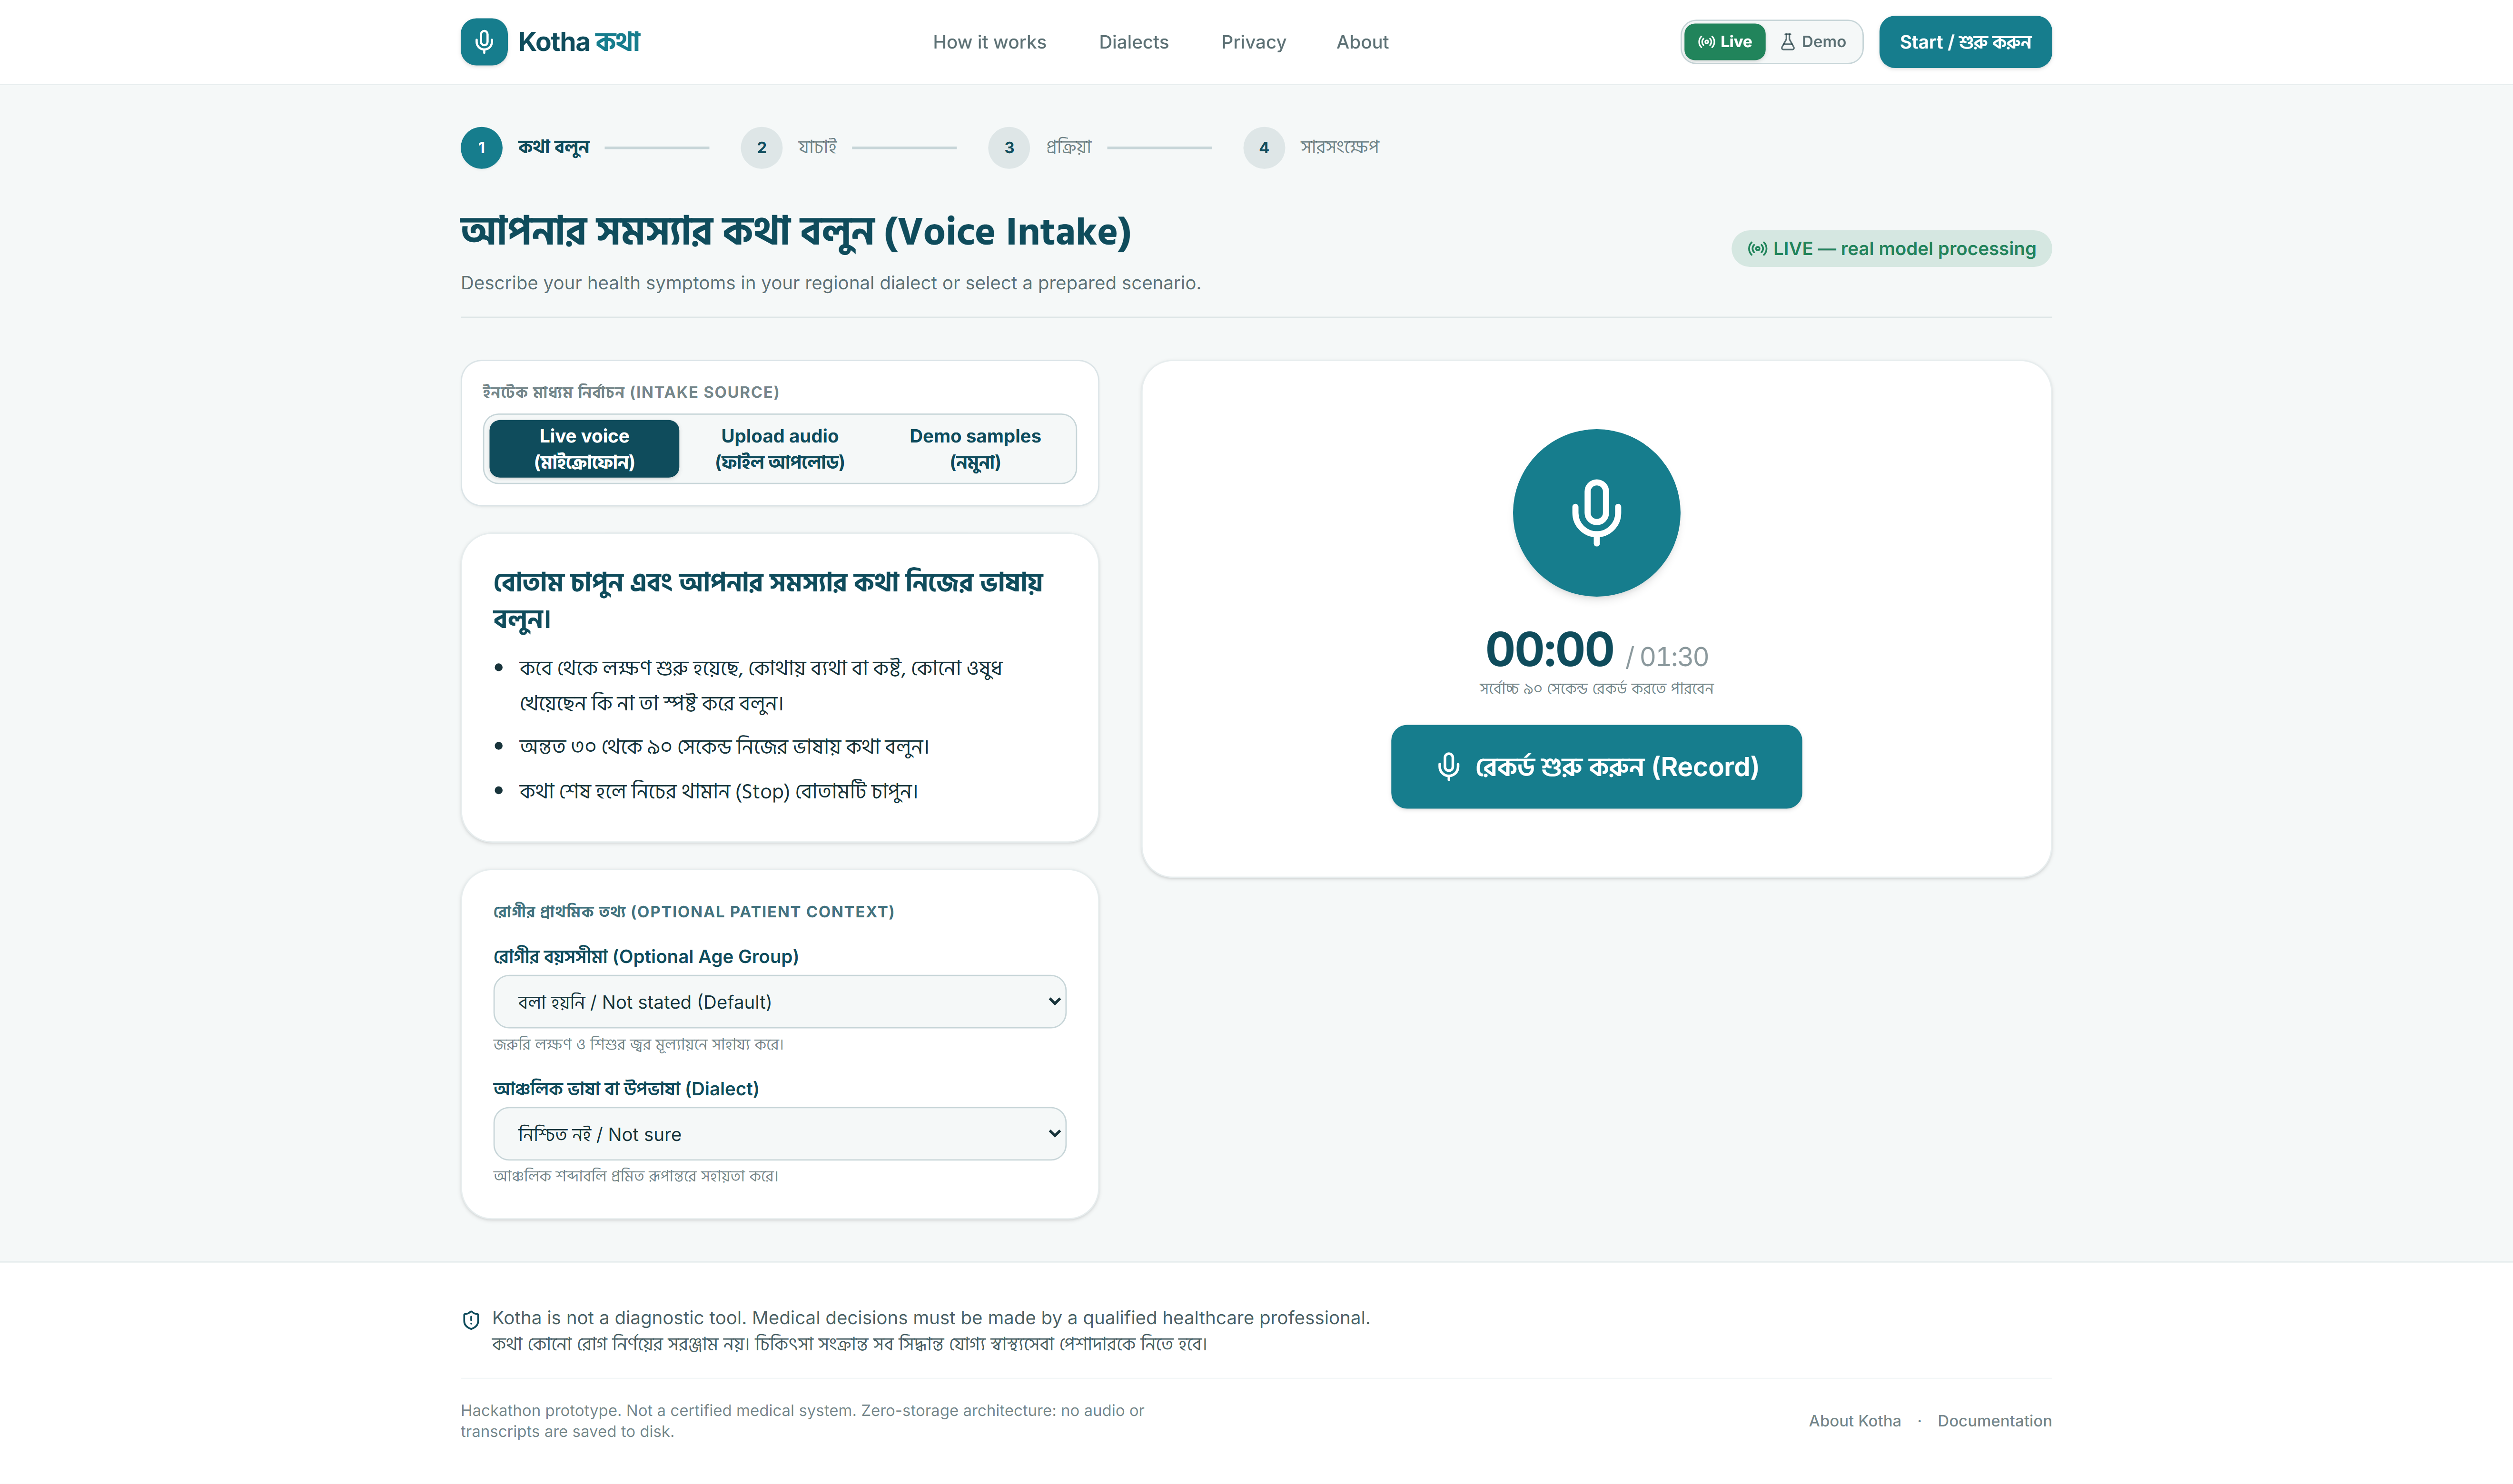 Kotha কথা
How it works
Dialects
Privacy
About
Live
Demo
Start / শুরু করুন
1 কথা বলুন
2 যাচাই
3 প্রক্রিয়া
4 সারসংক্ষেপ
আপনার সমস্যার কথা বলুন (Voice Intake)
LIVE — real model processing
Describe your health symptoms in your regional dialect or select a prepared scenario.
ইনটেক মাধ্যম নির্বাচন (INTAKE SOURCE)
Live voice
(মাইক্রোফোন)
Upload audio
(ফাইল আপলোড)
Demo samples
(নমুনা)
বোতাম চাপুন এবং আপনার সমস্যার কথা নিজের ভাষায়
বলুন।
• কবে থেকে লক্ষণ শুরু হয়েছে, কোথায় ব্যথা বা কষ্ট, কোনো ওষুধ
খেয়েছেন কি না তা স্পষ্ট করে বলুন।
• অন্তত ৩০ থেকে ৯০ সেকেন্ড নিজের ভাষায় কথা বলুন।
• কথা শেষ হলে নিচের থামান (Stop) বোতামটি চাপুন।
00:00 / 01:30
সর্বোচ্চ ৯০ সেকেন্ড রেকর্ড করতে পারবেন
রেকর্ড শুরু করুন (Record)
রোগীর প্রাথমিক তথ্য (OPTIONAL PATIENT CONTEXT)
রোগীর বয়সসীমা (Optional Age Group)
বলা হয়নি / Not stated (Default)
জরুরি লক্ষণ ও শিশুর জ্বর মূল্যায়নে সাহায্য করে।
আঞ্চলিক ভাষা বা উপভাষা (Dialect)
নিশ্চিত নই / Not sure
আঞ্চলিক শব্দাবলি প্রমিত রূপান্তরে সহায়তা করে।
Kotha is not a diagnostic tool. Medical decisions must be made by a qualified healthcare professional.
কথা কোনো রোগ নির্ণয়ের সরঞ্জাম নয়। চিকিৎসা সংক্রান্ত সব সিদ্ধান্ত যোগ্য স্বাস্থ্যসেবা পেশাদারকে নিতে হবে।
Hackathon prototype. Not a certified medical system. Zero-storage architecture: no audio or
transcripts are saved to disk.
About Kotha · Documentation